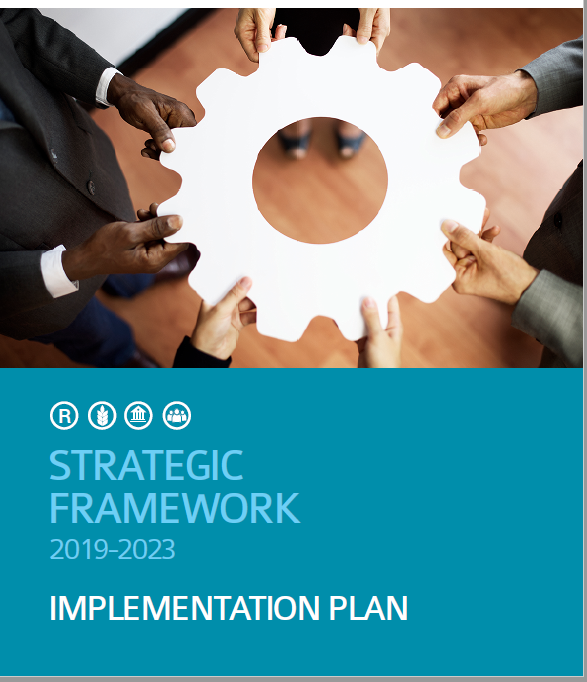 R
STRATEGIC
FRAMEWORK
2019-2023
IMPLEMENTATION PLAN